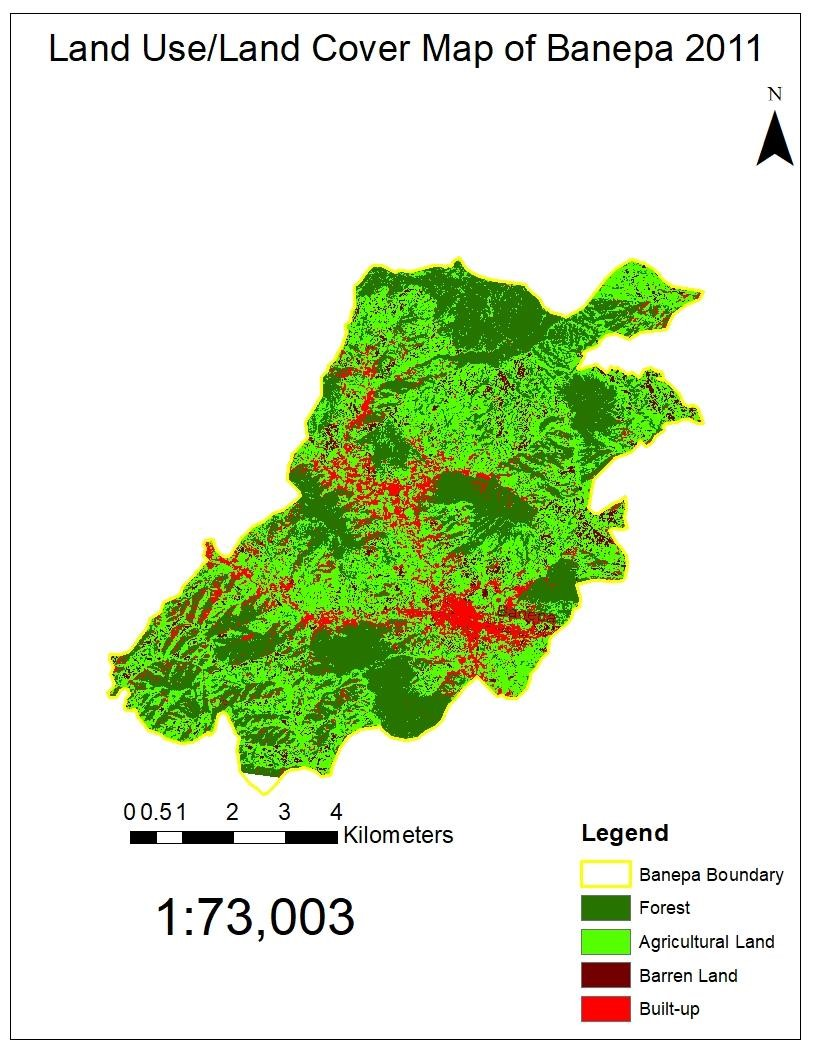 Land Use/Land Cover Map of Banepa 2011
N
0 0.5 1 2 3 4
Kilometers
1:73,003
Legend
Banepa Boundary
Forest
Agricultural Land
Barren Land
Built-up